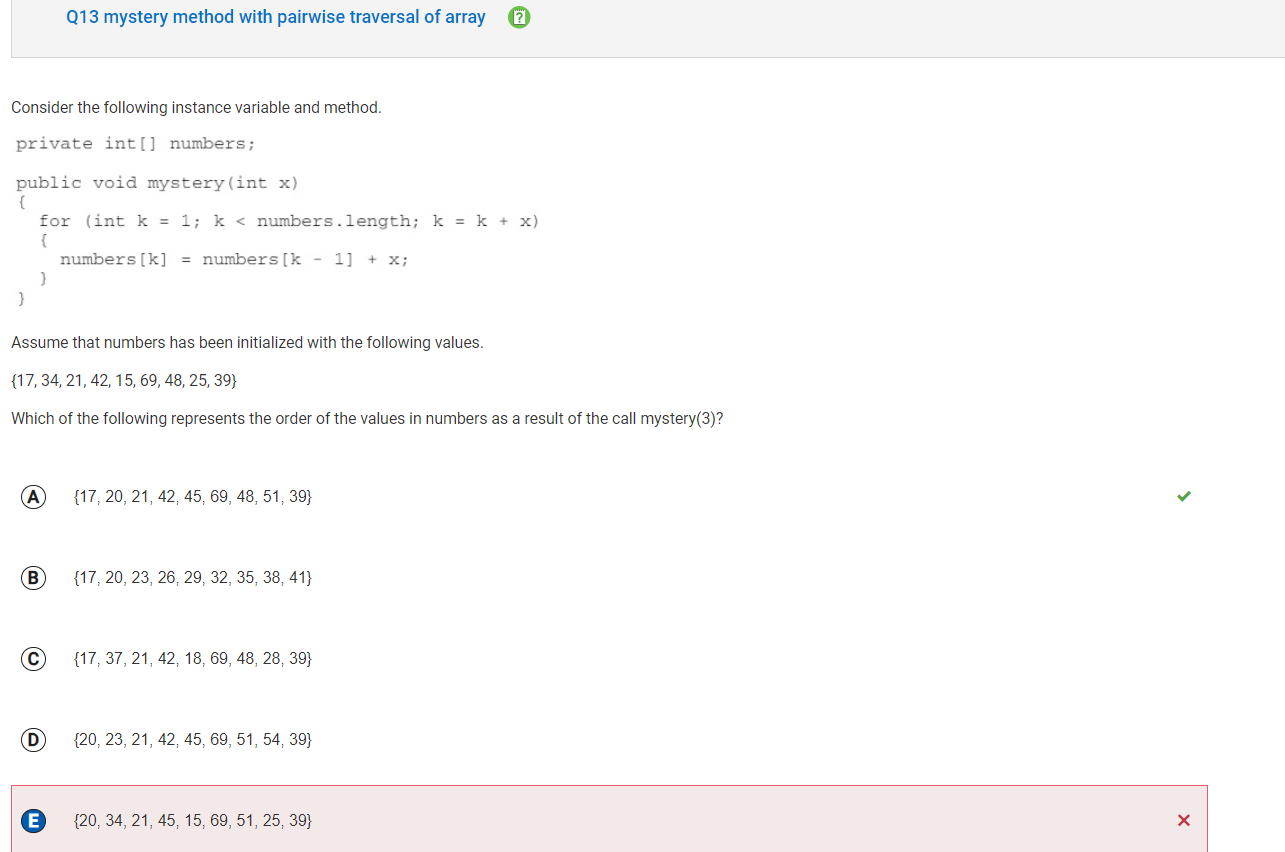 Q13 mystery method with pairwise traversal of array ?
Consider the following instance variable and method.
private int[] numbers;
public void mystery(int x)
{
for (int k = 1; k < numbers.length; k = k + x)
{
numbers[k] = numbers[k - 1] + x;
}
}
Assume that numbers has been initialized with the following values.
{17, 34, 21, 42, 15, 69, 48, 25, 39}
Which of the following represents the order of the values in numbers as a result of the call mystery(3)?
A {17, 20, 21, 42, 45, 69, 48, 51, 39}
B {17, 20, 23, 26, 29, 32, 35, 38, 41}
C {17, 37, 21, 42, 18, 69, 48, 28, 39}
D {20, 23, 21, 42, 45, 69, 51, 54, 39}
E {20, 34, 21, 45, 15, 69, 51, 25, 39}